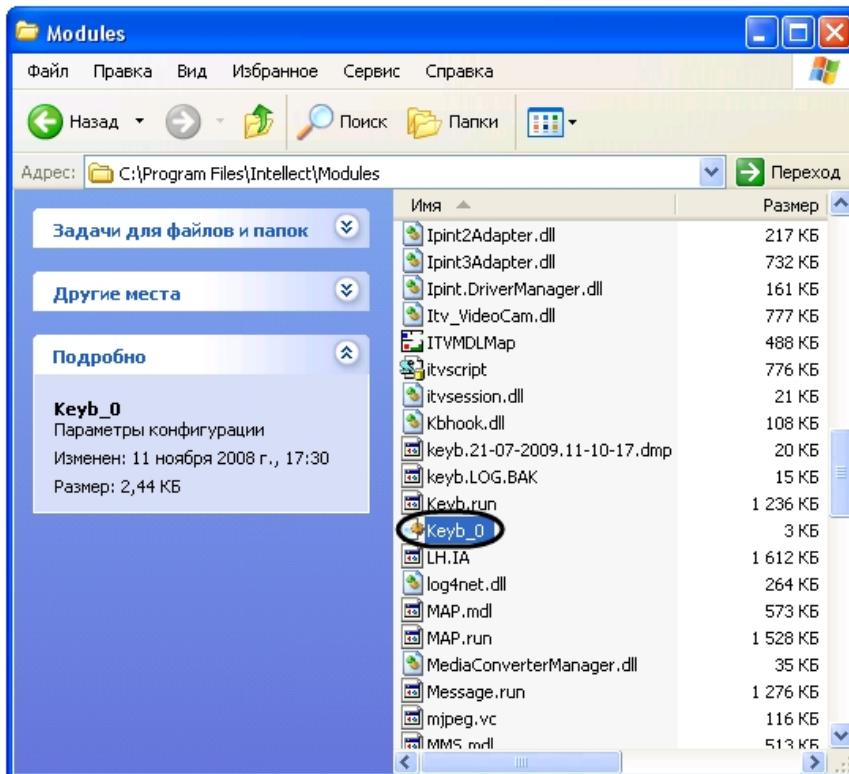 Modules
Файл Правка Вид Избранное Сервис Справка
Назад Поиск Папки
Адрес: C:\Program Files\Intellect\Modules Переход
Задачи для файлов и папок
Другие места
Подробно
Keyb_0
Параметры конфигурации
Изменен: 11 ноября 2008 г., 17:30
Размер: 2,44 КБ
Имя Размер
Ipint2Adapter.dll 217 КБ
Ipint3Adapter.dll 732 КБ
Ipint.DriverManager.dll 161 КБ
Itv_VideoCam.dll 777 КБ
ITVMDLMap 488 КБ
itvscript 776 КБ
itvsession.dll 21 КБ
Kbhook.dll 108 КБ
keyb.21-07-2009.11-10-17.dmp 20 КБ
keyb.LOG.BAK 15 КБ
Keyb.run 1 236 КБ
Keyb_0 3 КБ
LH.IA 1 612 КБ
log4net.dll 264 КБ
MAP.mdl 573 КБ
MAP.run 1 528 КБ
MediaConverterManager.dll 35 КБ
Message.run 1 276 КБ
mjpeg.vc 116 КБ
MMS.mdl 513 КБ